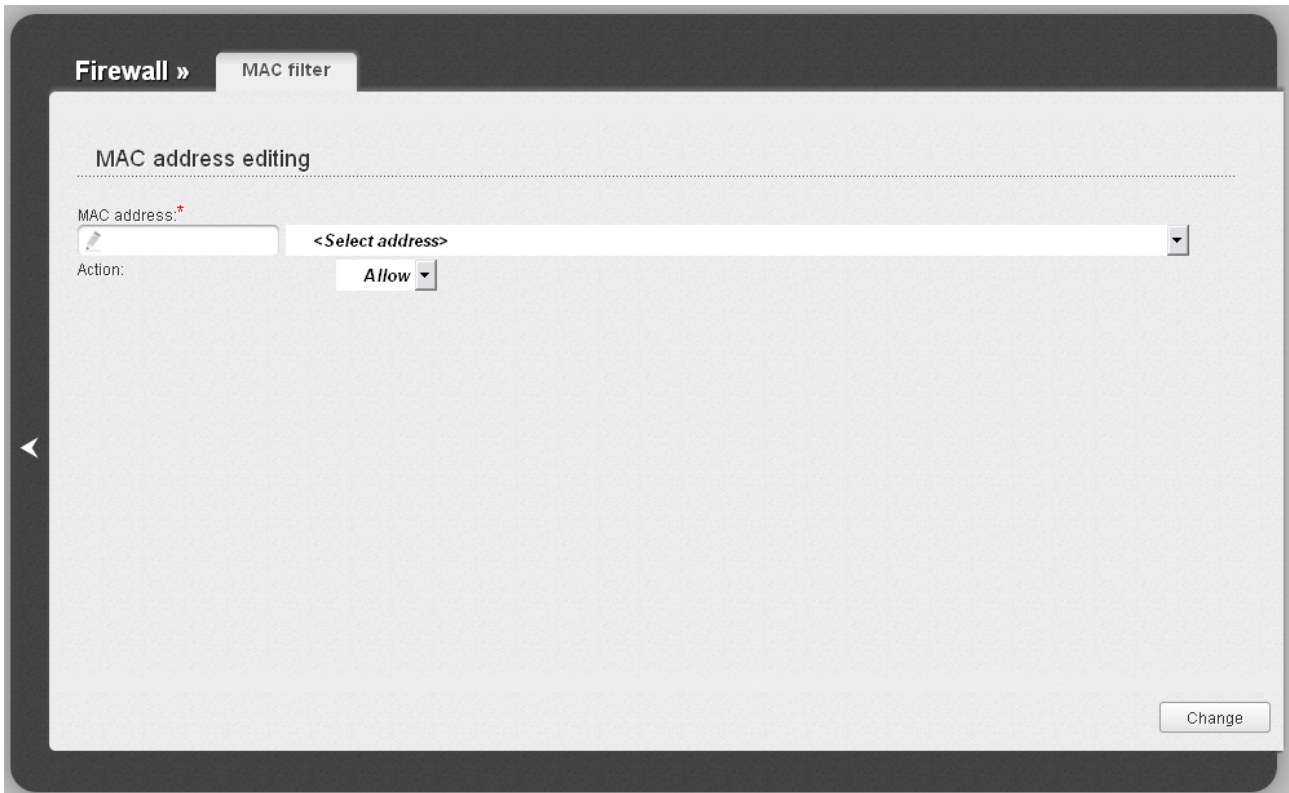 Firewall » MAC filter
MAC address editing
MAC address:*
<Select address>
Action: Allow
Change